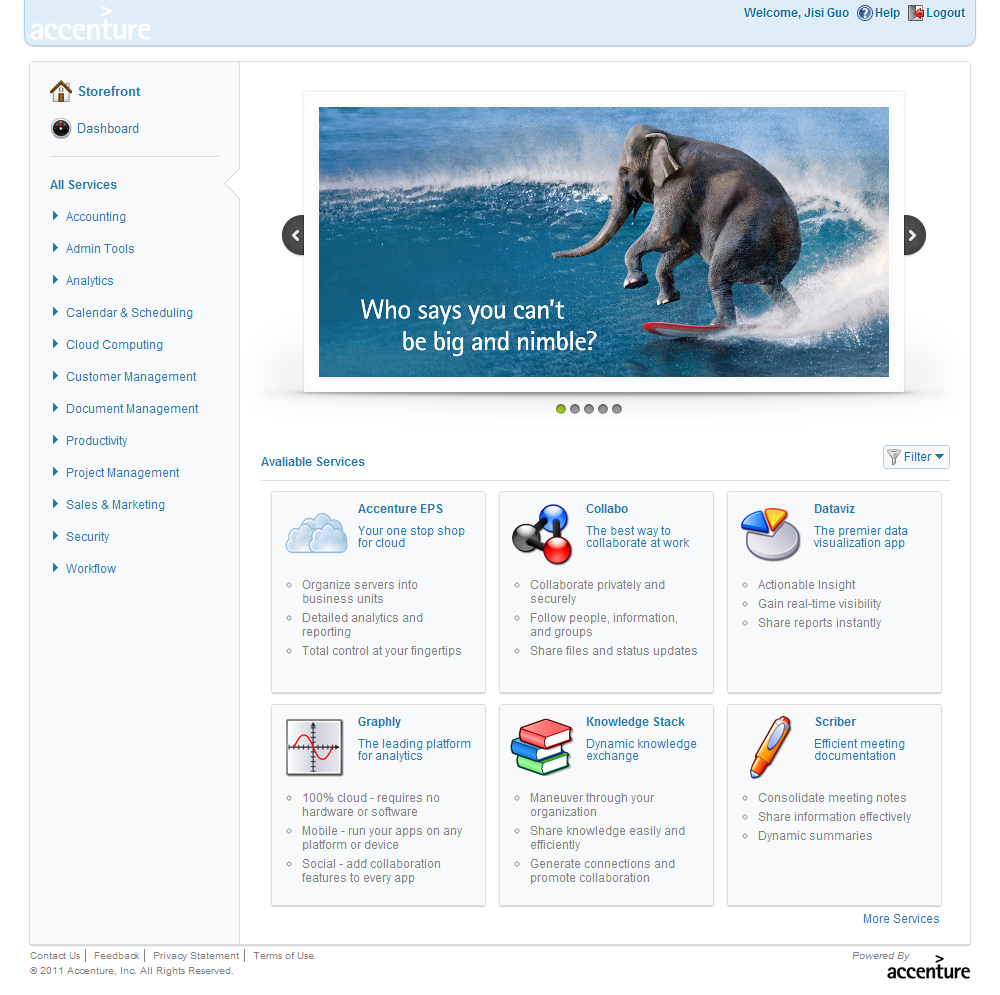 accenture
Welcome, Jisi Guo Help Logout
Storefront
Dashboard
All Services
Accounting
Admin Tools
Analytics
Calendar & Scheduling
Cloud Computing
Customer Management
Document Management
Productivity
Project Management
Sales & Marketing
Security
Workflow
Who says you can't
be big and nimble?
Avaliable Services
Filter
Accenture EPS
Your one stop shop
for cloud
Organize servers into
business units
Detailed analytics and
reporting
Total control at your fingertips
Collabo
The best way to
collaborate at work
Collaborate privately and
securely
Follow people, information,
and groups
Share files and status updates
Dataviz
The premier data
visualization app
Actionable Insight
Gain real-time visibility
Share reports instantly
Graphly
The leading platform
for analytics
100% cloud - requires no
hardware or software
Mobile - run your apps on any
platform or device
Social - add collaboration
features to every app
Knowledge Stack
Dynamic knowledge
exchange
Maneuver through your
organization
Share knowledge easily and
efficiently
Generate connections and
promote collaboration
Scriber
Efficient meeting
documentation
Consolidate meeting notes
Share information effectively
Dynamic summaries
More Services
Contact Us | Feedback | Privacy Statement | Terms of Use
© 2011 Accenture, Inc. All Rights Reserved.
Powered By
accenture